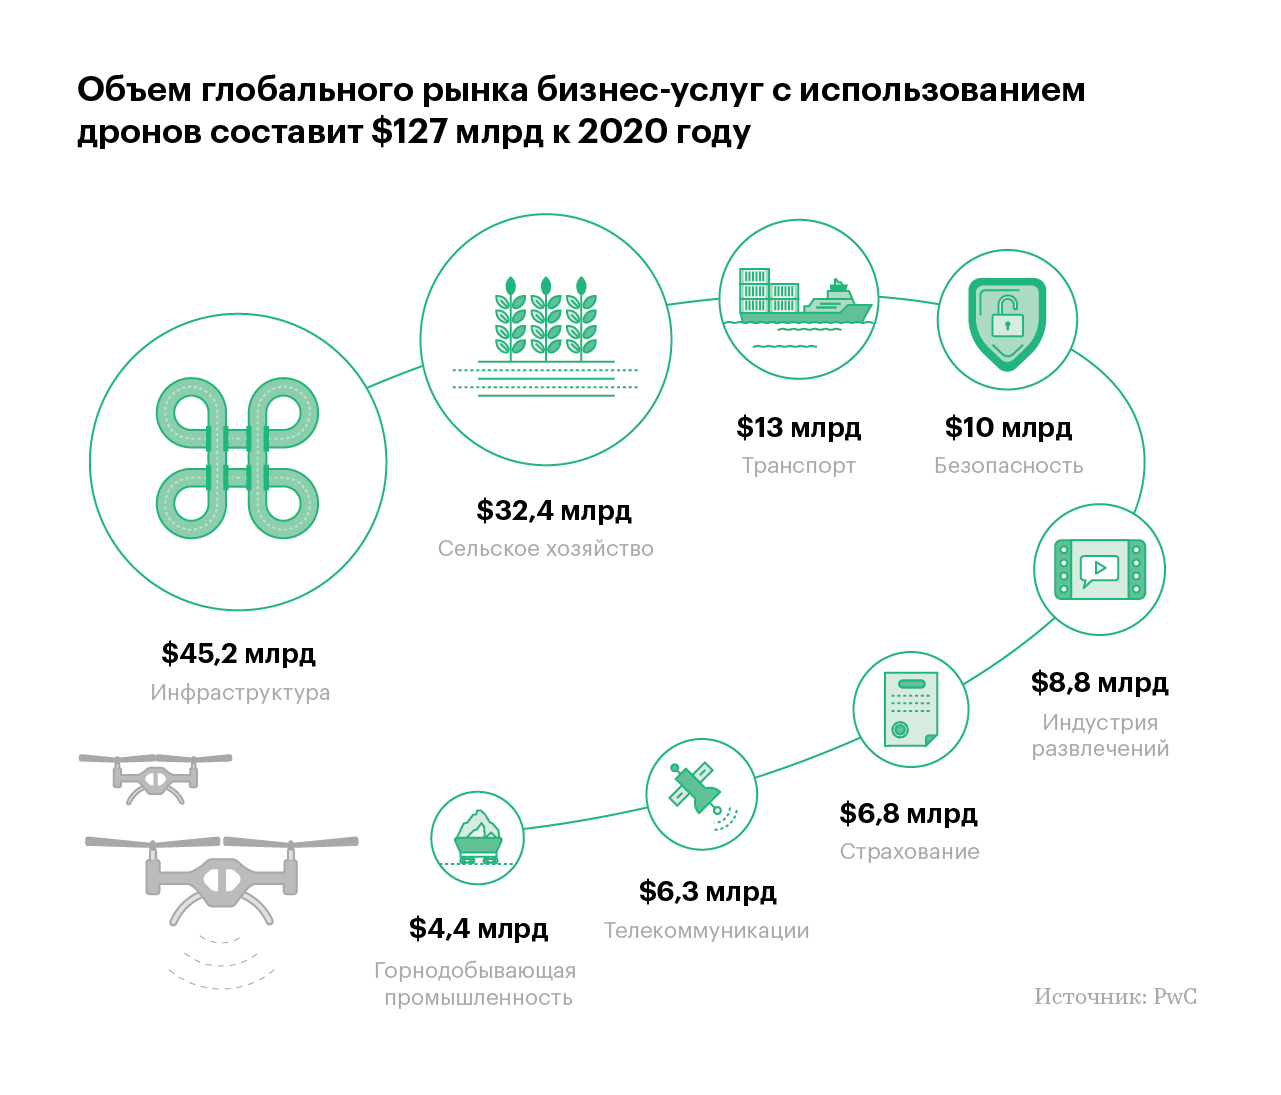 Объем глобального рынка бизнес-услуг с использованием
дронов составит $127 млрд к 2020 году
$45,2 млрд
Инфраструктура
$32,4 млрд
Сельское хозяйство
$13 млрд
Транспорт
$10 млрд
Безопасность
$8,8 млрд
Индустрия
развлечений
$6,8 млрд
Страхование
$6,3 млрд
Телекоммуникации
$4,4 млрд
Горнодобывающая
промышленность
Источник: PwC